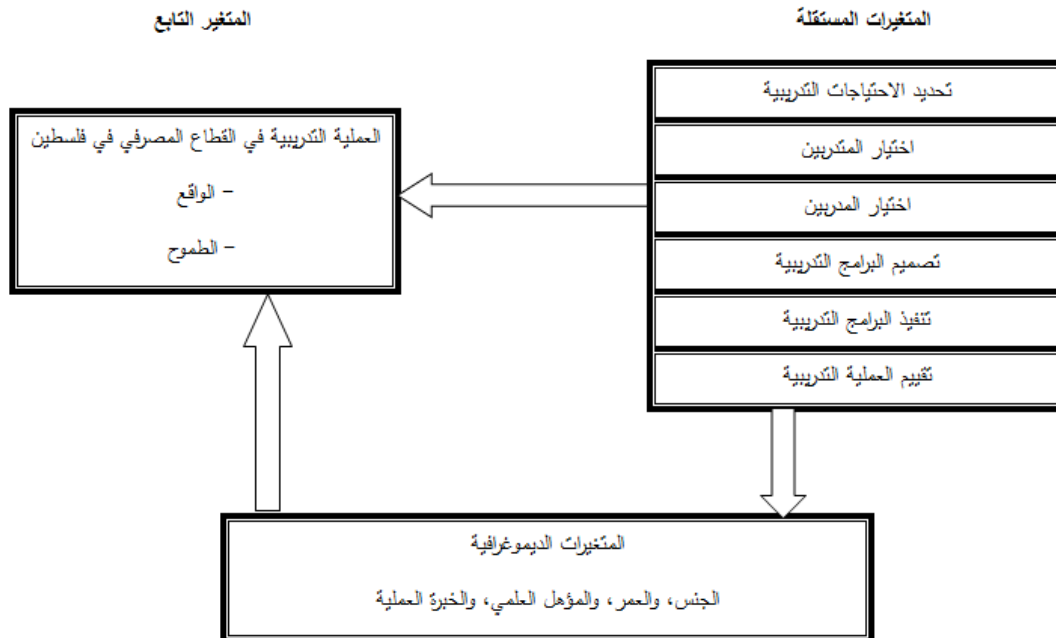 المتغيرات المستقلة
المتغير التابع
تحديد الاحتياجات التدريبية
اختيار المتدربين
اختيار المدربين
تصميم البرامج التدريبية
تنفيذ البرامج التدريبية
تقييم العملية التدريبية
العملية التدريبية في القطاع المصرفي في فلسطين
- الواقع
- الطموح
المتغيرات الديموغرافية
الجنس، والعمر، والمؤهل العلمي، والخبرة العملية